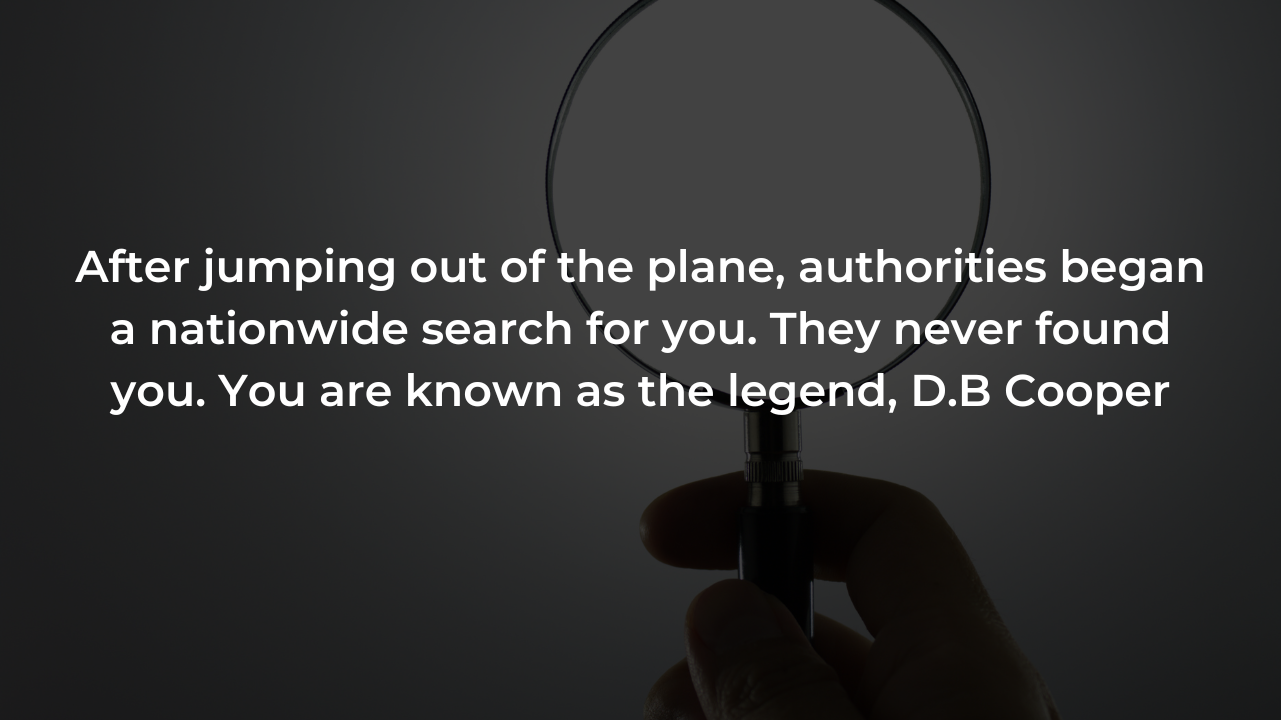 After jumping out of the plane, authorities began
a nationwide search for you. They never found
you. You are known as the legend, D.B Cooper